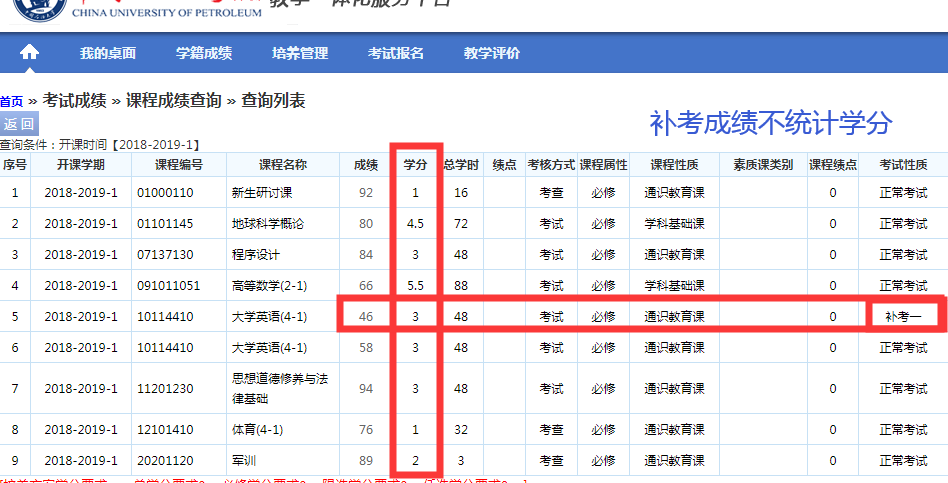 CHINA UNIVERSITY OF PETROLEUM
我的桌面 学籍成绩 培养管理 考试报名 教学评价
首页 » 考试成绩 » 课程成绩查询 » 查询列表
返 回
补考成绩不统计学分
查询条件：开课时间【2018-2019-1】
序号 开课学期 课程编号 课程名称 成绩 学分 总学时 绩点 考核方式 课程属性 课程性质 素质课类别 课程绩点 考试性质
1 2018-2019-1 01000110 新生研讨课 92 1 16 考查 必修 通识教育课 0 正常考试
2 2018-2019-1 01101145 地球科学概论 80 4.5 72 考试 必修 学科基础课 0 正常考试
3 2018-2019-1 07137130 程序设计 84 3 48 考试 必修 通识教育课 0 正常考试
4 2018-2019-1 091011051 高等数学(2-1) 66 5.5 88 考试 必修 学科基础课 0 正常考试
5 2018-2019-1 10114410 大学英语(4-1) 46 3 48 考试 必修 通识教育课 0 补考一
6 2018-2019-1 10114410 大学英语(4-1) 58 3 48 考试 必修 通识教育课 0 正常考试
7 2018-2019-1 11201230 思想道德修养与法
律基础 94 3 48 考试 必修 通识教育课 0 正常考试
8 2018-2019-1 12101410 体育(4-1) 76 1 32 考查 必修 通识教育课 0 正常考试
9 2018-2019-1 20201120 军训 89 2 3 考查 必修 通识教育课 0 正常考试